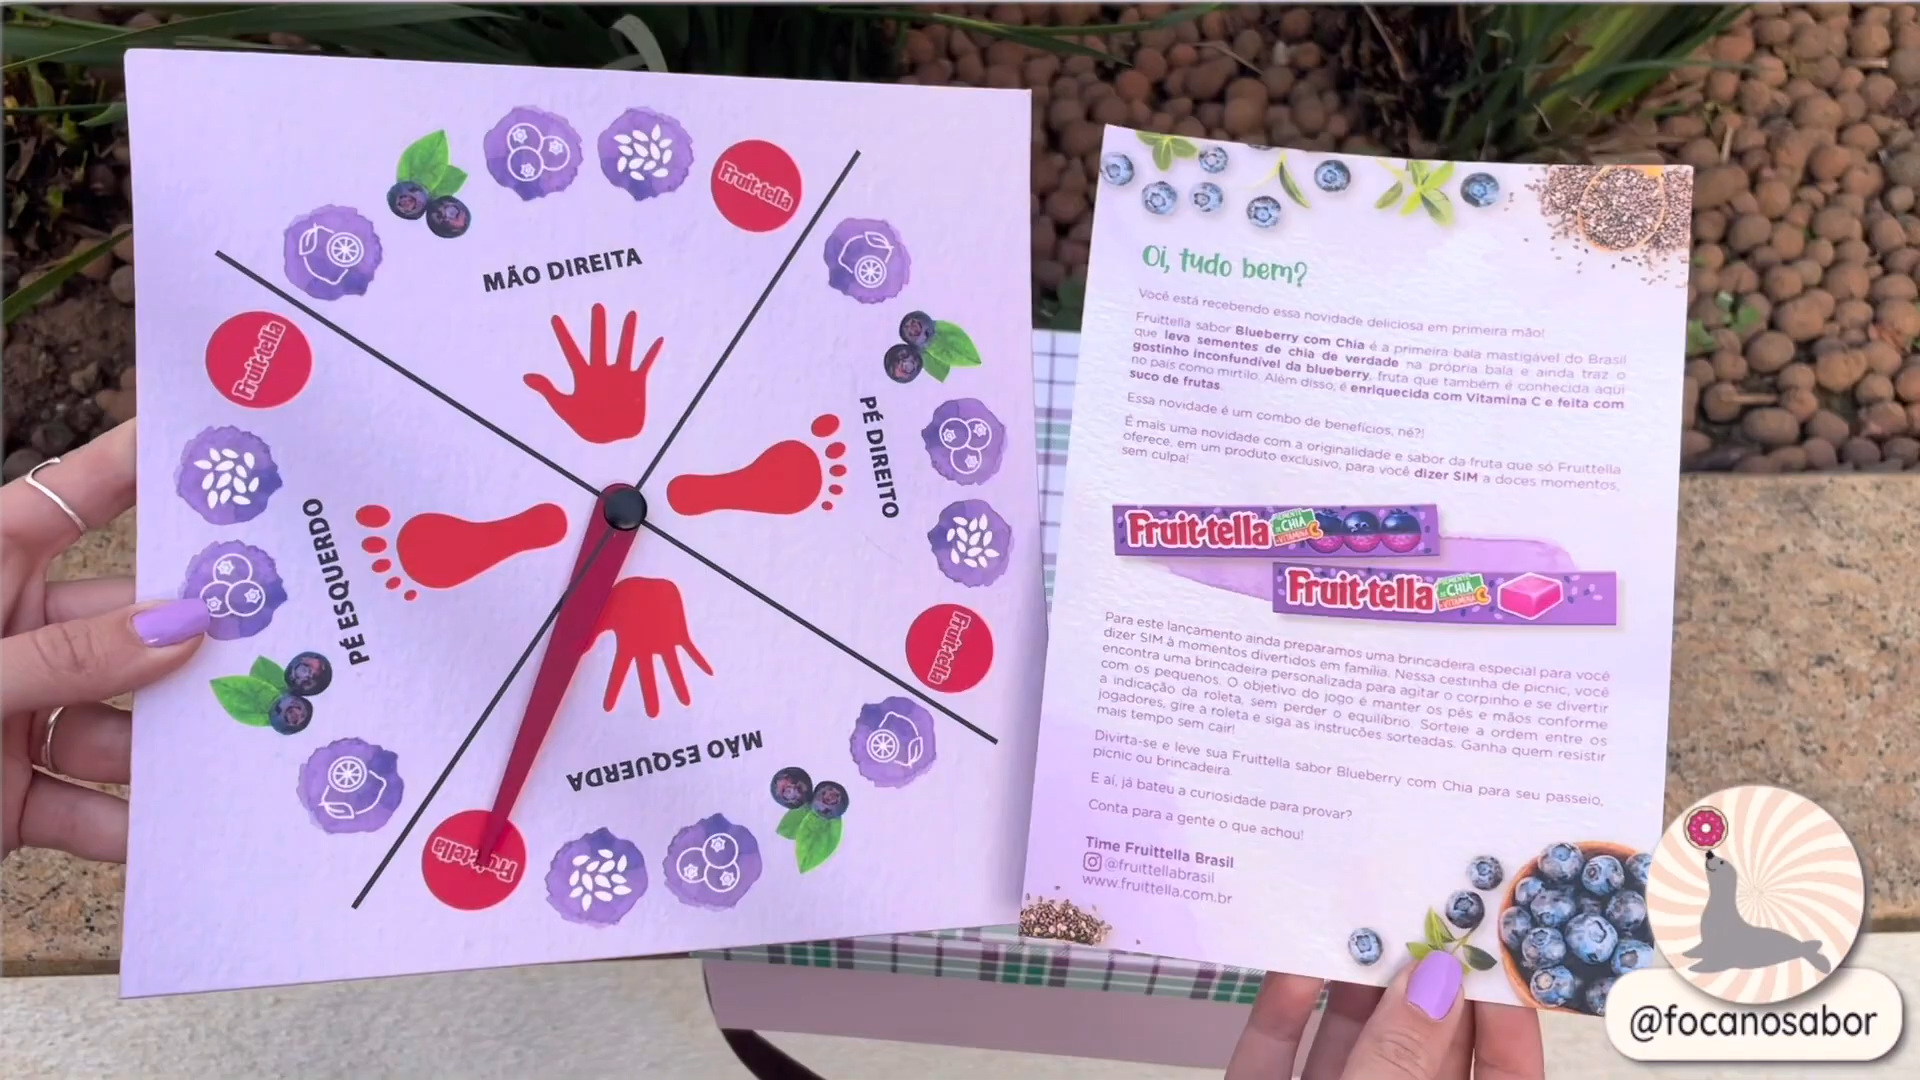 MÃO DIREITA
PÉ DIREITO
PÉ ESQUERDO
MÃO ESQUERDA
Fruit-tella
Fruit-tella
Fruit-tella
Fruit-tella
Oi, tudo bem?
Você está recebendo essa novidade deliciosa em primeira mão!
Fruittella sabor Blueberry com Chia é a primeira bala mastigável do Brasil
que leva sementes de chia de verdade na própria bala e ainda traz o
gostinho inconfundível da blueberry, fruta que também é conhecida aqui
no país como mirtilo. Além disso, é enriquecida com Vitamina C e feita com
suco de frutas.
Essa novidade é um combo de benefícios, né?!
É mais uma novidade com a originalidade e sabor da fruta que só Fruittella
oferece, em um produto exclusivo, para você dizer SIM a doces momentos,
sem culpa!
Fruit-tella
SEMENTE
DE CHIA
+VITAMINA C
Fruit-tella
SEMENTE
DE CHIA
+VITAMINA C
Para este lançamento ainda preparamos uma brincadeira especial para você
dizer SIM à momentos divertidos em família. Nessa cestinha de picnic, você
encontra uma brincadeira personalizada para agitar o corpinho e se divertir
com os pequenos. O objetivo do jogo é manter os pés e mãos conforme
a indicação da roleta, sem perder o equilíbrio. Sorteie a ordem entre os
jogadores, gire a roleta e siga as instruções sorteadas. Ganha quem resistir
mais tempo sem cair!
Divirta-se e leve sua Fruittella sabor Blueberry com Chia para seu passeio,
picnic ou brincadeira.
E aí, já bateu a curiosidade para provar?
Conta para a gente o que achou!
Time Fruittella Brasil
@fruittellabrasil
www.fruittella.com.br
@focanosabor